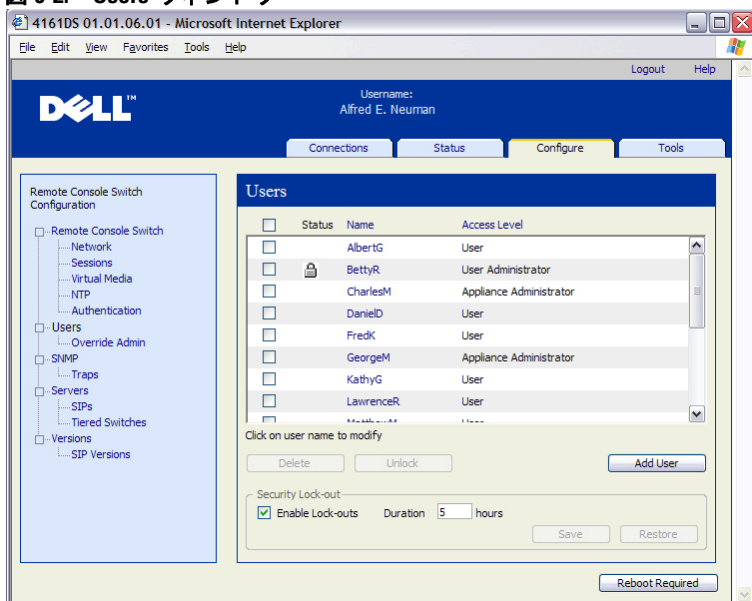 4161DS 01.01.06.01 - Microsoft Internet Explorer
File Edit View Favorites Tools Help
Logout Help
DELL™
Username:
Alfred E. Neuman
Connections Status Configure Tools
Remote Console Switch
Configuration
Remote Console Switch
Network
Sessions
Virtual Media
NTP
Authentication
Users
Override Admin
SNMP
Traps
Servers
SIPs
Tiered Switches
Versions
SIP Versions
Users
Status Name Access Level
AlbertG User
BettyR User Administrator
CharlesM Appliance Administrator
DanielD User
FredK User
GeorgeM Appliance Administrator
KathyG User
LawrenceR User
Click on user name to modify
Delete Unlock Add User
Security Lock-out
Enable Lock-outs Duration 5 hours
Save Restore
Reboot Required